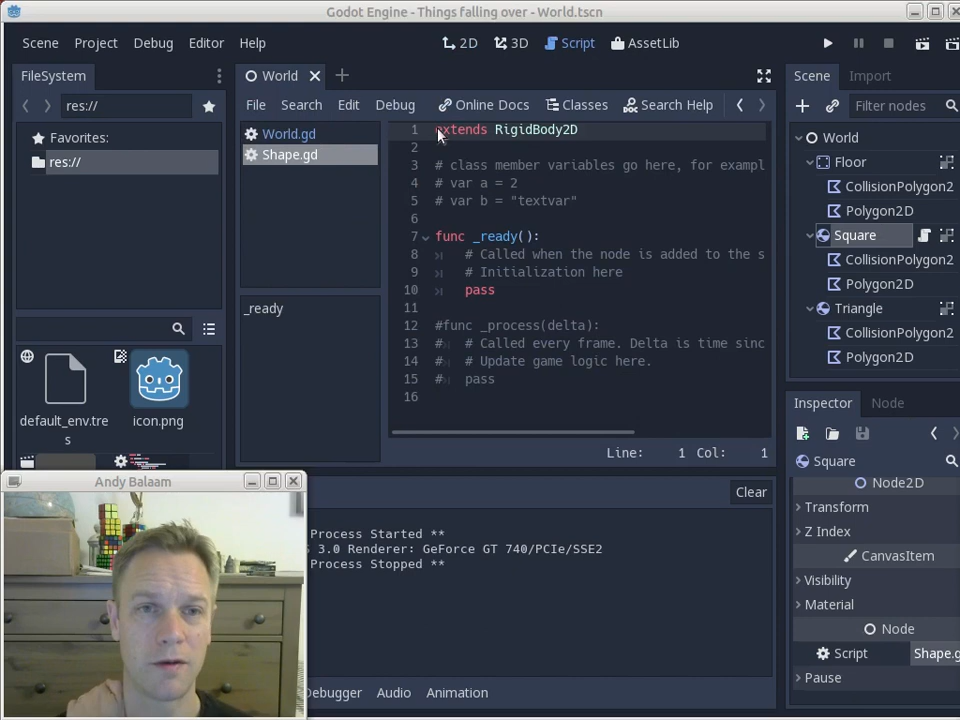 Godot Engine - Things falling over - World.tscn
Scene Project Debug Editor Help 2D 3D Script AssetLib
FileSystem
res://
Favorites:
res://
default_env.tres
icon.png
World
File Search Edit Debug Online Docs Classes Search Help
World.gd
Shape.gd
_ready
1 extends RigidBody2D
2
3 # class member variables go here, for exampl
4 # var a = 2
5 # var b = "textvar"
6
7 func _ready():
8 # Called when the node is added to the s
9 # Initialization here
10 pass
11
12 #func _process(delta):
13 # # Called every frame. Delta is time sinc
14 # # Update game logic here.
15 # pass
16
Line: 1 Col: 1
Clear
Process Started **
3.0 Renderer: GeForce GT 740/PCIe/SSE2
Process Stopped **
Debugger Audio Animation
Scene Import
Filter nodes
World
Floor
CollisionPolygon2
Polygon2D
Square
CollisionPolygon2
Polygon2D
Triangle
CollisionPolygon2
Polygon2D
Inspector Node
Square
Node2D
Transform
Z Index
CanvasItem
Visibility
Material
Node
Script Shape.g
Pause
Andy Balaam